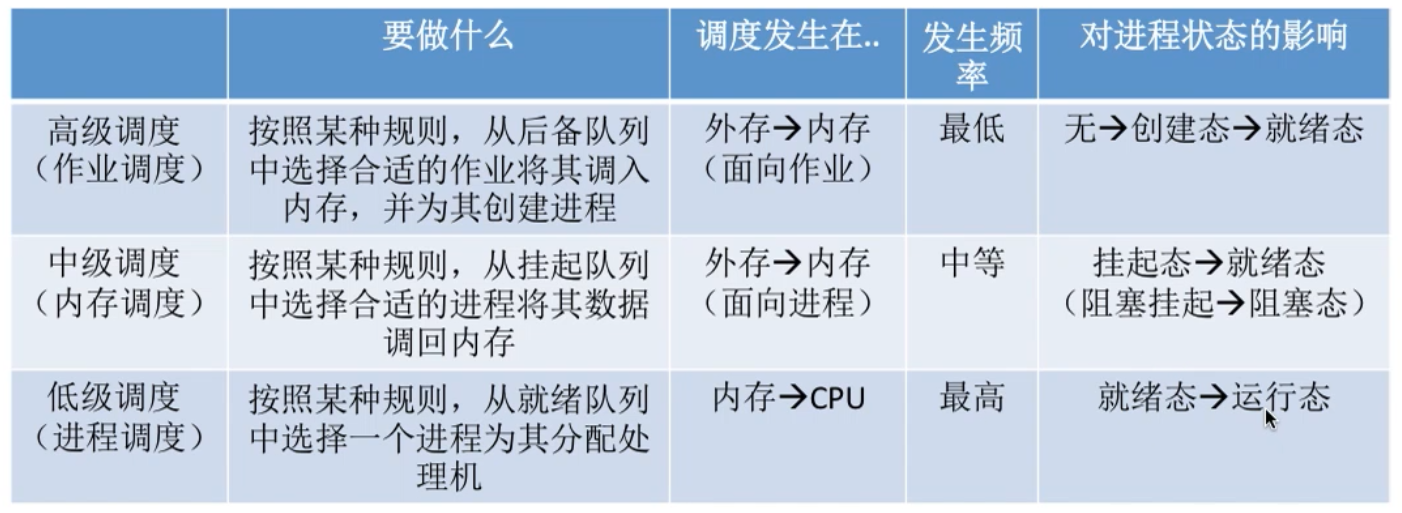 要做什么
调度发生在..
发生频
率
对进程状态的影响
高级调度
（作业调度）
按照某种规则，从后备队列
中选择合适的作业将其调入
内存，并为其创建进程
外存→内存
（面向作业）
最低
无→创建态→就绪态
中级调度
（内存调度）
按照某种规则，从挂起队列
中选择合适的进程将其数据
调回内存
外存→内存
（面向进程）
中等
挂起态→就绪态
（阻塞挂起→阻塞态）
低级调度
（进程调度）
按照某种规则，从就绪队列
中选择一个进程为其分配处
理机
内存→CPU
最高
就绪态→运行态